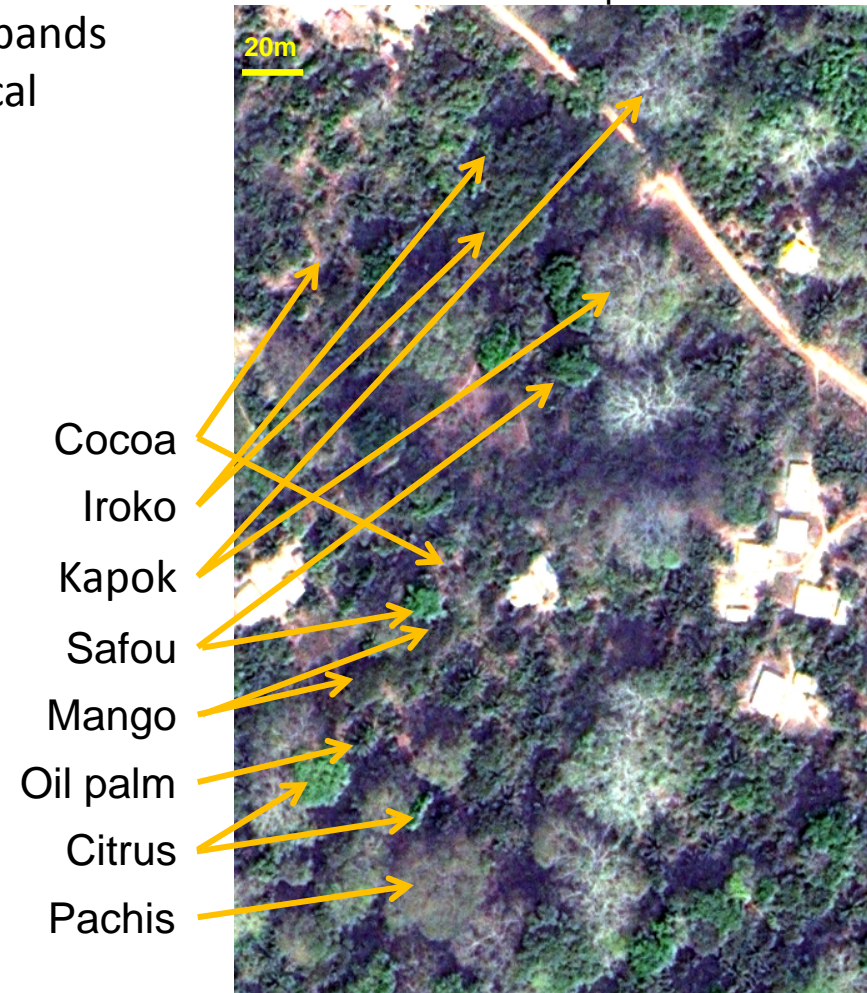 bands
cal
20m
Cocoa
Iroko
Kapok
Safou
Mango
Oil palm
Citrus
Pachis